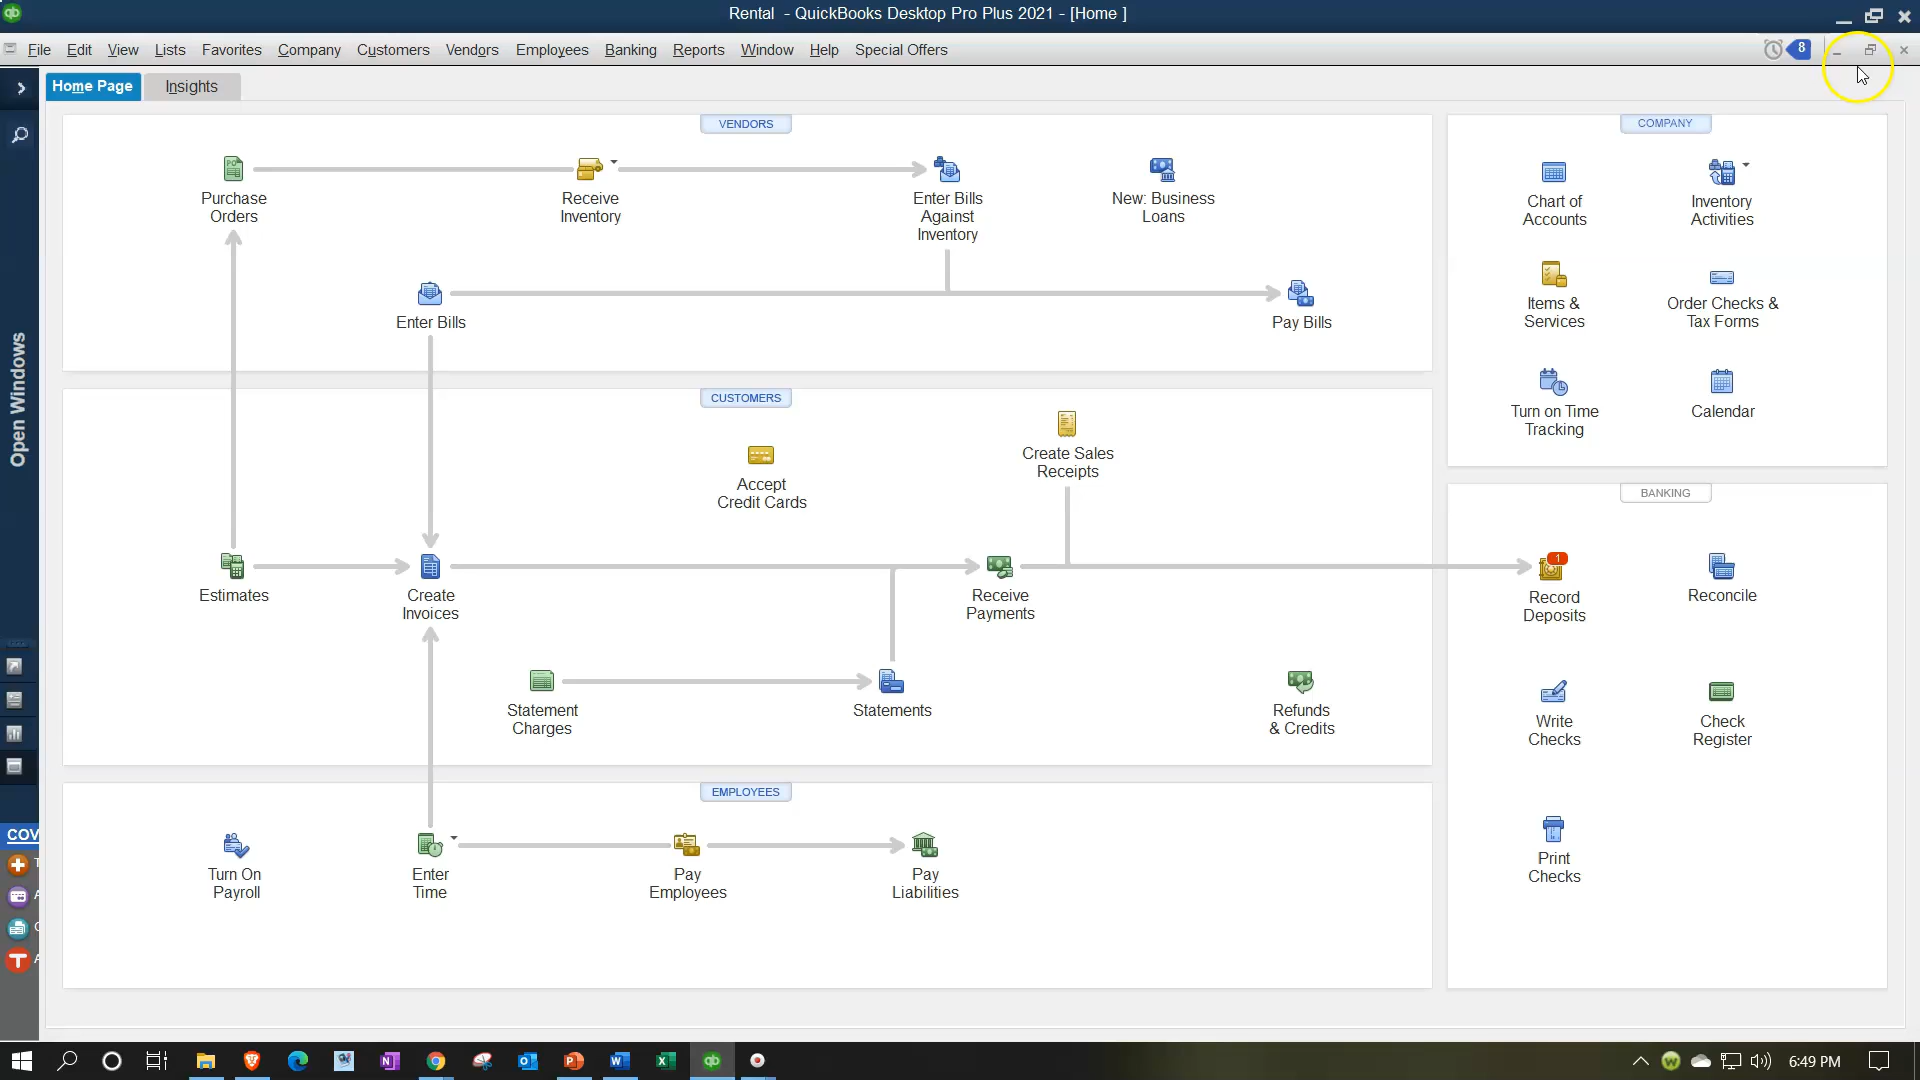 Rental - QuickBooks Desktop Pro Plus 2021 - [Home ]
File Edit View Lists Favorites Company Customers Vendors Employees Banking Reports Window Help Special Offers
8
Home Page Insights
Open Windows
COV
VENDORS
Purchase
Orders
Receive
Inventory
Enter Bills
Against
Inventory
New: Business
Loans
Enter Bills
Pay Bills
CUSTOMERS
Accept
Credit Cards
Create Sales
Receipts
Estimates
Create
Invoices
Receive
Payments
Statement
Charges
Statements
Refunds
& Credits
EMPLOYEES
Turn On
Payroll
Enter
Time
Pay
Employees
Pay
Liabilities
COMPANY
Chart of
Accounts
Inventory
Activities
Items &
Services
Order Checks &
Tax Forms
Turn on Time
Tracking
Calendar
BANKING
1
Record
Deposits
Reconcile
Write
Checks
Check
Register
Print
Checks
6:49 PM